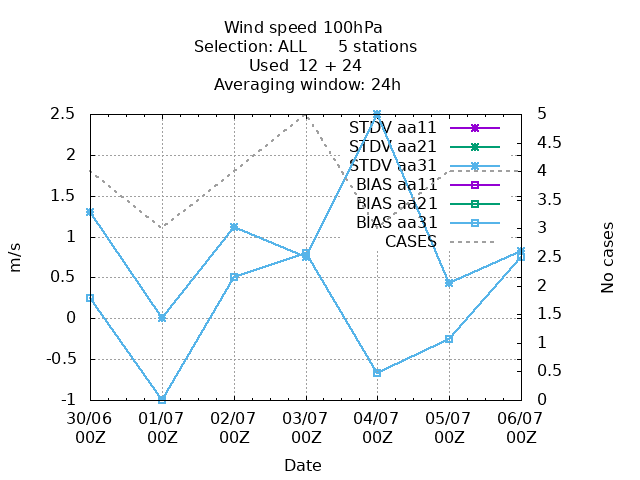 Wind speed 100hPa
Selection: ALL 5 stations
Used 12 + 24
Averaging window: 24h
2.5
2
1.5
1
0.5
0
-0.5
-1
m/s
5
4.5
4
3.5
3
2.5
2
1.5
1
0.5
0
No cases
STDV aa11
STDV aa21
STDV aa31
BIAS aa11
BIAS aa21
BIAS aa31
CASES
30/06 01/07 02/07 03/07 04/07 05/07 06/07
00Z 00Z 00Z 00Z 00Z 00Z 00Z
Date